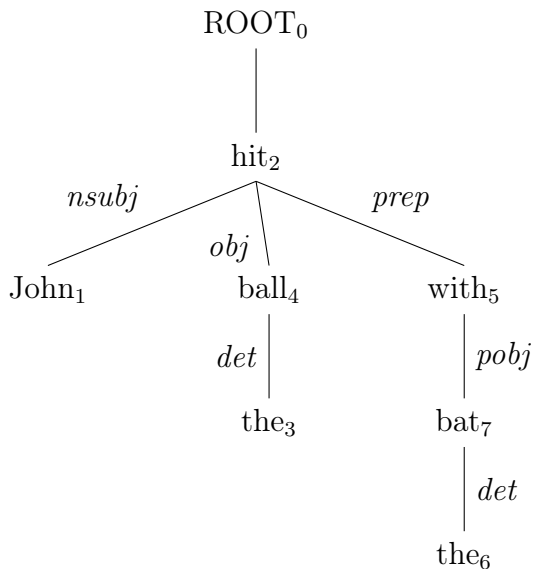 ROOT₀
hit₂
nsubj
prep
obj
John₁
ball₄
with₅
det
pobj
the₃
bat₇
det
the₆